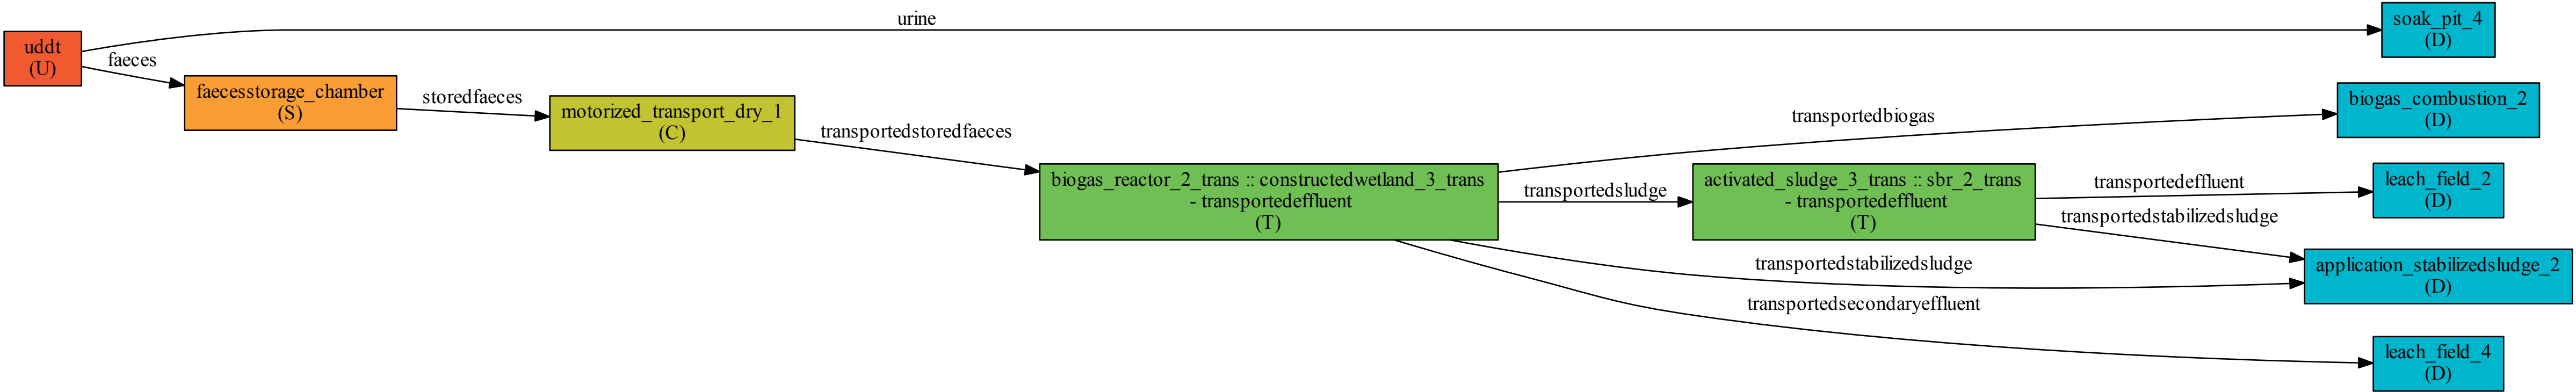 urine
soak_pit_4
(D)
uddt
(U)
faeces
faecesstorage_chamber
(S)
storedfaeces
motorized_transport_dry_1
(C)
transportedstoredfaeces
biogas_reactor_2_trans :: constructedwetland_3_trans
- transportedeffluent
(T)
transportedbiogas
biogas_combustion_2
(D)
transportedsludge
activated_sludge_3_trans :: sbr_2_trans
- transportedeffluent
(T)
transportedeffluent
leach_field_2
(D)
transportedstabilizedsludge
transportedstabilizedsludge
application_stabilizedsludge_2
(D)
transportedsecondaryeffluent
leach_field_4
(D)